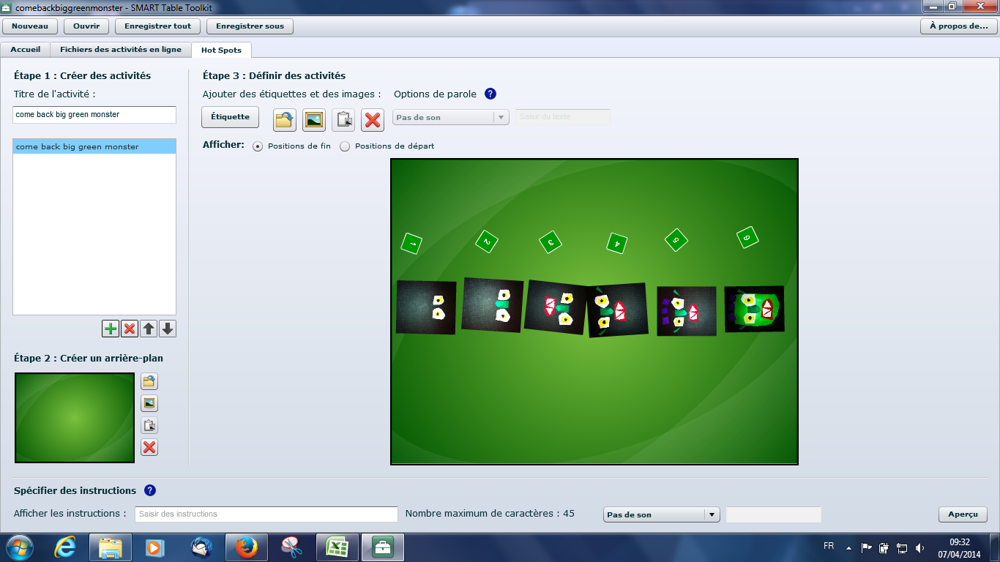 comebackbiggreenmonster - SMART Table Toolkit
Nouveau
Ouvrir
Enregistrer tout
Enregistrer sous
À propos de...
Accueil
Fichiers des activités en ligne
Hot Spots
Étape 1 : Créer des activités
Titre de l'activité :
come back big green monster
come back big green monster
Étape 2 : Créer un arrière-plan
Étape 3 : Définir des activités
Ajouter des étiquettes et des images :
Options de parole
?
Étiquette
Pas de son
Saisir du texte
Afficher:
Positions de fin
Positions de départ
1
2
3
4
5
6
Spécifier des instructions
?
Afficher les instructions :
Saisir des instructions
Nombre maximum de caractères : 45
Pas de son
Aperçu
FR
09:32
07/04/2014